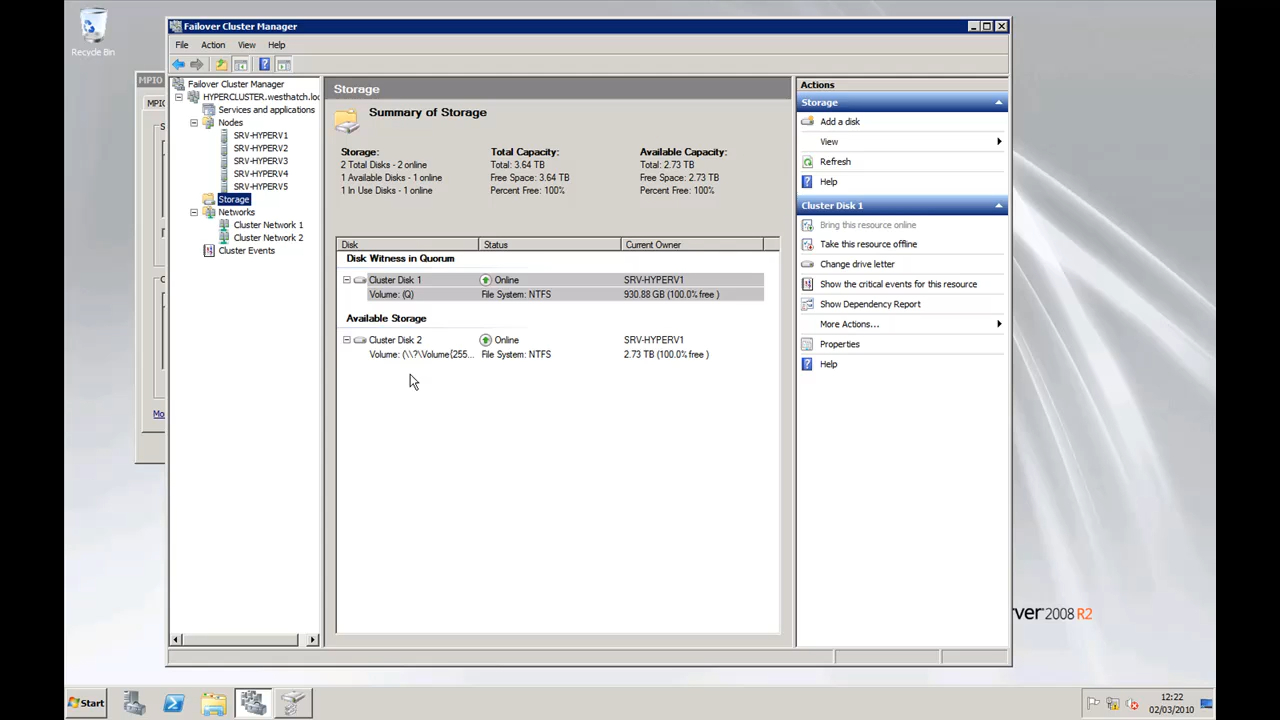 Recycle Bin
Failover Cluster Manager
File Action View Help
MPIO
MPIO
S
C
Mo
Failover Cluster Manager
HYPERCLUSTER.westhatch.loc
Services and applications
Nodes
SRV-HYPERV1
SRV-HYPERV2
SRV-HYPERV3
SRV-HYPERV4
SRV-HYPERV5
Storage
Networks
Cluster Network 1
Cluster Network 2
Cluster Events
Storage
Summary of Storage
Storage: Total Capacity: Available Capacity:
2 Total Disks - 2 online Total: 3.64 TB Total: 2.73 TB
1 Available Disks - 1 online Free Space: 3.64 TB Free Space: 2.73 TB
1 In Use Disks - 1 online Percent Free: 100% Percent Free: 100%
Disk Status Current Owner
Disk Witness in Quorum
Cluster Disk 1 Online SRV-HYPERV1
Volume: (Q) File System: NTFS 930.88 GB (100.0% free )
Available Storage
Cluster Disk 2 Online SRV-HYPERV1
Volume: (\\?\Volume{255... File System: NTFS 2.73 TB (100.0% free )
Actions
Storage
Add a disk
View
Refresh
Help
Cluster Disk 1
Bring this resource online
Take this resource offline
Change drive letter
Show the critical events for this resource
Show Dependency Report
More Actions...
Properties
Help
rver 2008 R2
Start
12:22
02/03/2010